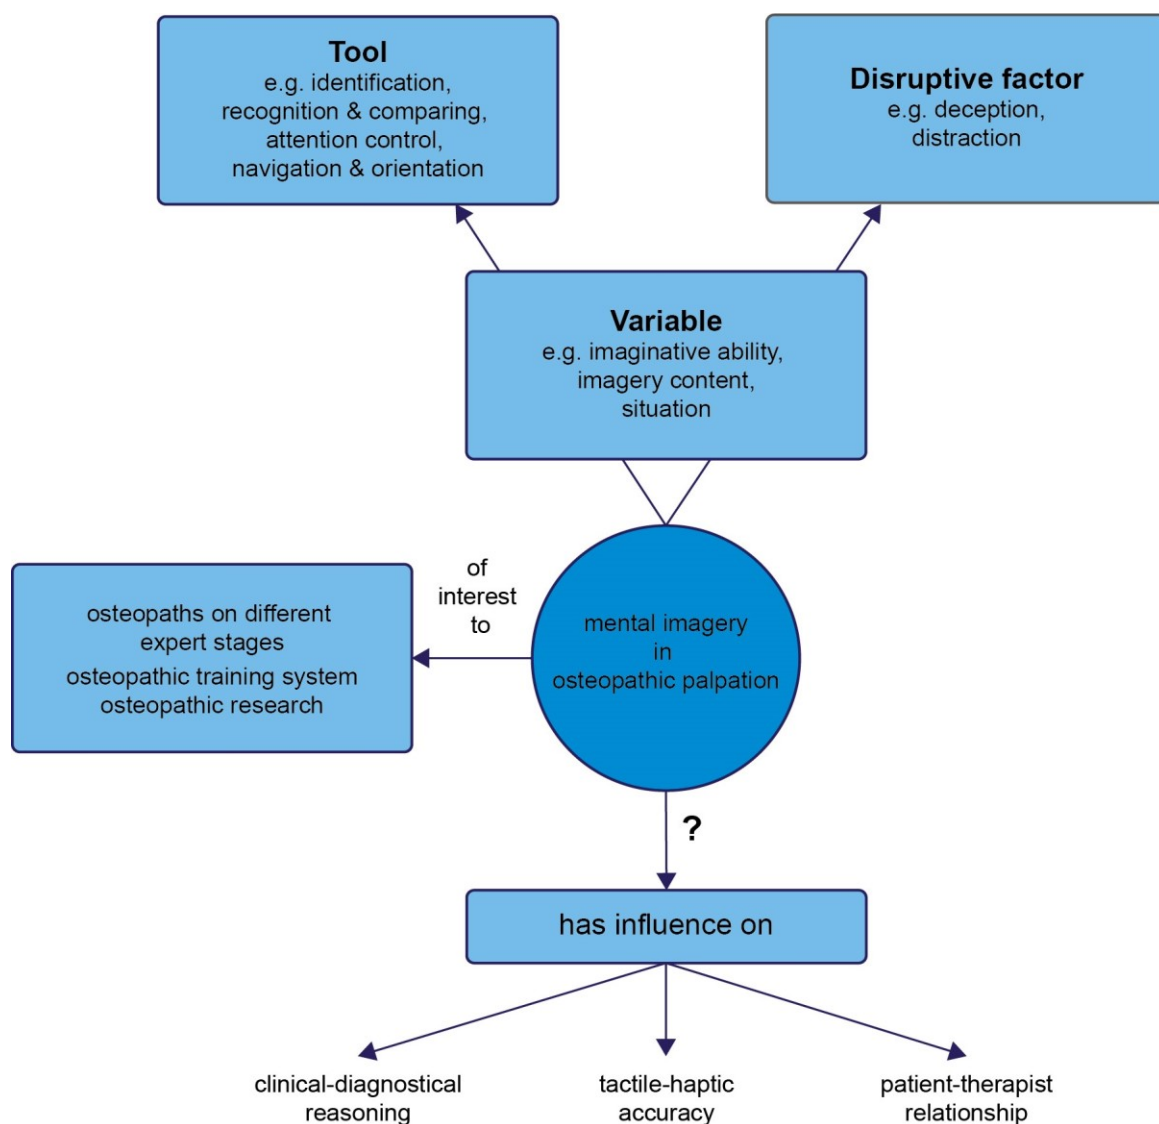 Tool
e.g. identification,
recognition & comparing,
attention control,
navigation & orientation
Disruptive factor
e.g. deception,
distraction
Variable
e.g. imaginative ability,
imagery content,
situation
of
interest
to
osteopaths on different
expert stages
osteopathic training system
osteopathic research
mental imagery
in
osteopathic palpation
?
has influence on
clinical-diagnostical
reasoning
tactile-haptic
accuracy
patient-therapist
relationship